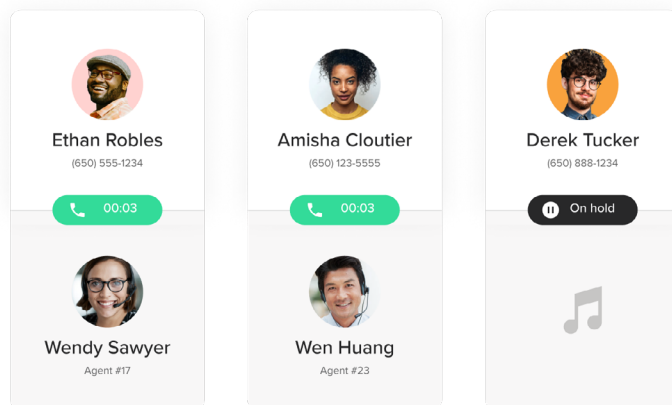 Ethan Robles
(650) 555-1234
00:03
Wendy Sawyer
Agent #17
Amisha Cloutier
(650) 123-5555
00:03
Wen Huang
Agent #23
Derek Tucker
(650) 888-1234
On hold